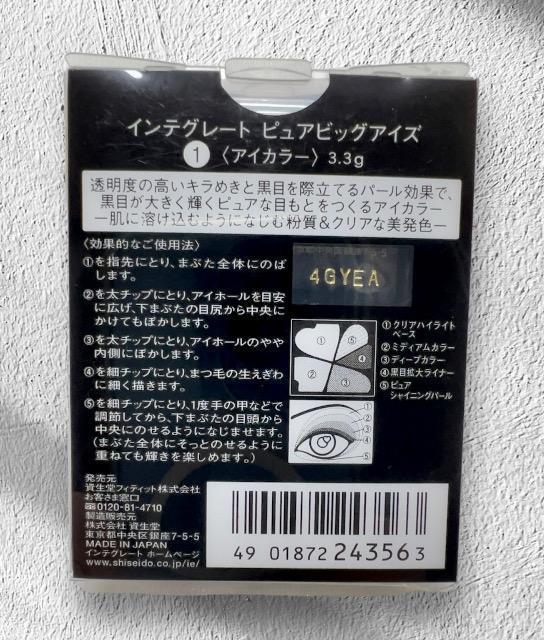 インテグレート ピュアビッグアイズ
1 〈アイカラー〉 3.3g
透明度の高いキラめきと黒目を際立てるパール効果で、
黒目が大きく輝くピュアな目もとをつくるアイカラー
―肌に溶け込むようになじむ粉質&クリアな美発色―
〈効果的なご使用法〉
①を指先にとり、まぶた全体にのば
します。
②を太チップにとり、アイホールを目安
に広げ、下まぶたの目尻から中央に
かけてもぼかします。
③を太チップにとり、アイホールのやや
内側にぼかします。
④を細チップにとり、まつ毛の生えぎわ
に細く描きます。
⑤を細チップにとり、1度手の甲などで
調節してから、下まぶたの目頭から
中央にのせるようになじませます。
(まぶた全体にそっとのせるように
重ねても輝きを楽しめます。)
4GYEA
① ⑤
④
② ③
①クリアハイライト
ベース
②ミディアムカラー
③ディープカラー
④黒目拡大ライナー
⑤ピュア
シャイニングパール
①
②
③
④
⑤
発売元
資生堂フィティット株式会社
お客さま窓口
0120-81-4710
製造販売元
株式会社 資生堂
東京都中央区銀座7-5-5
MADE IN JAPAN
インテグレート ホームページ
www.shiseido.co.jp/ie/
4901872243563